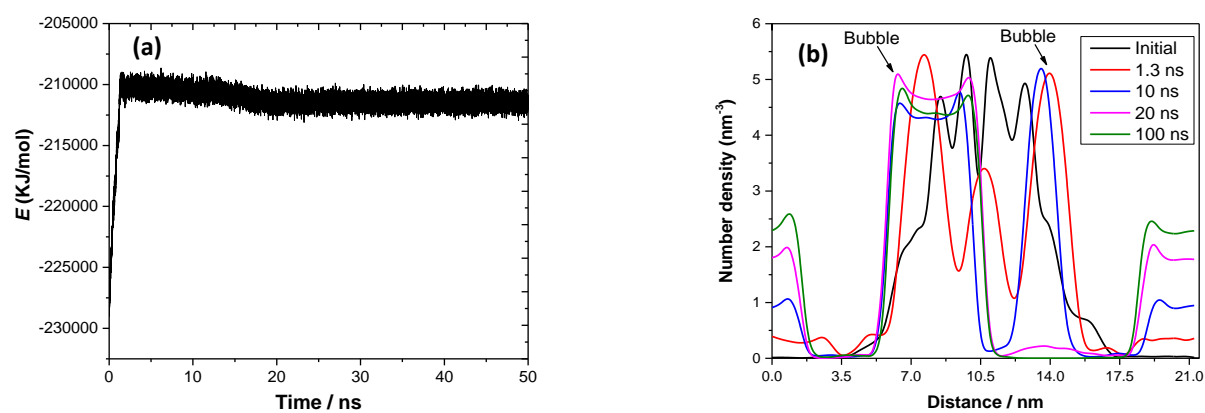 (a)
E (KJ/mol)
-205000
-210000
-215000
-220000
-225000
-230000
0
10
20
30
40
50
Time / ns
(b)
Bubble
Bubble
Initial
1.3 ns
10 ns
20 ns
100 ns
Number density (nm⁻³)
6
5
4
3
2
1
0
0.0
3.5
7.0
10.5
14.0
17.5
21.0
Distance / nm